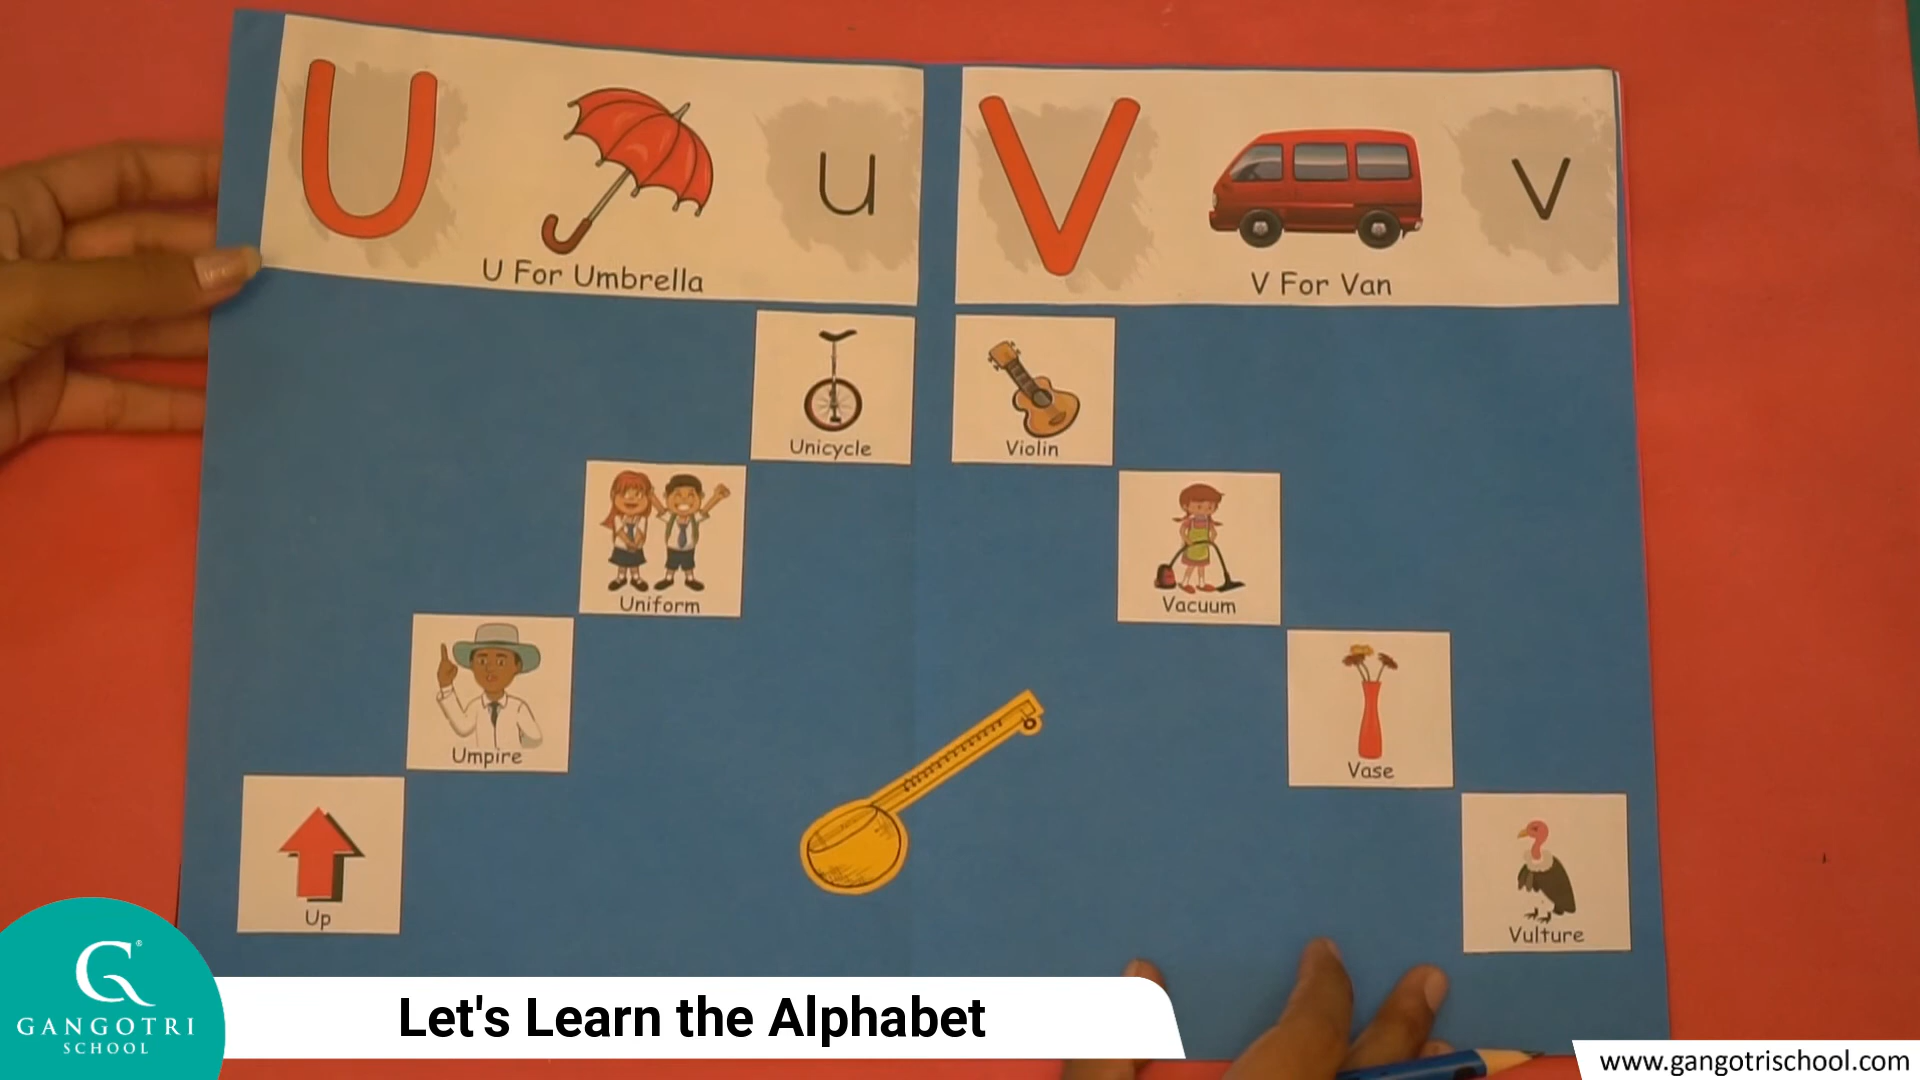 U
u
U For Umbrella
V
v
V For Van
Unicycle
Violin
Uniform
Vacuum
Umpire
Vase
Up
Vulture
G®
GANGOTRI
SCHOOL
Let's Learn the Alphabet
www.gangotrischool.com